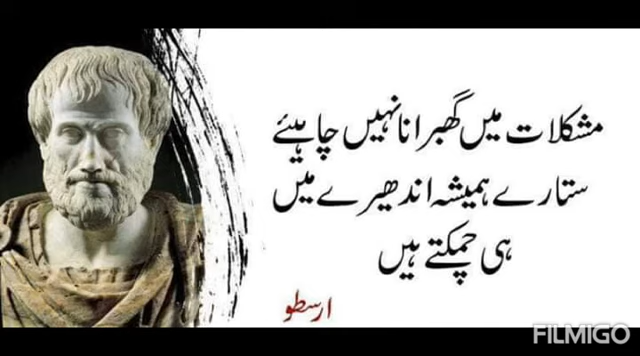 مشکلات میں گھبرانا نہیں چاہیئے
ستارے ہمیشہ اندھیرے میں
ہی چمکتے ہیں
ارسطو
FILMIGO